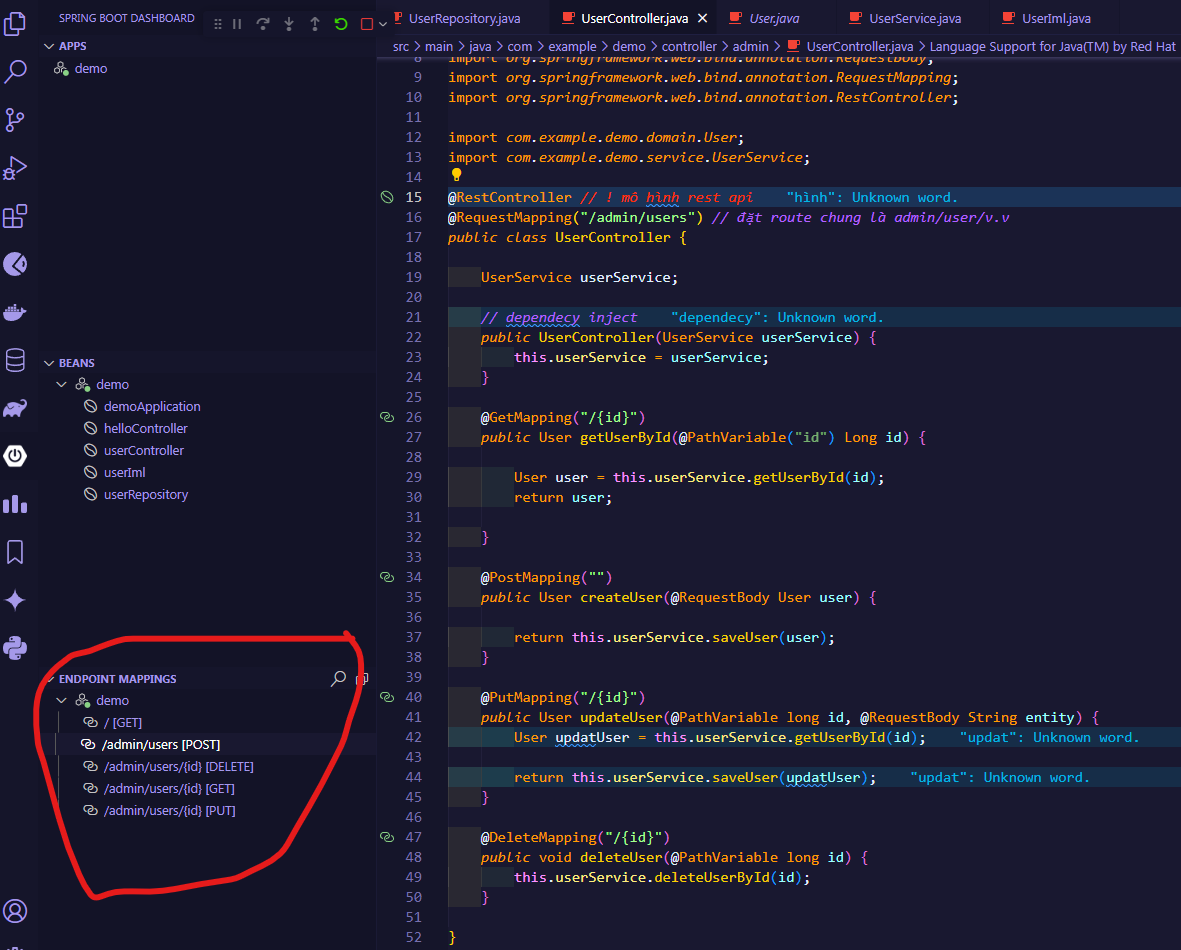 SPRING BOOT DASHBOARD
APPS
demo
BEANS
demo
demoApplication
helloController
userController
userIml
userRepository
ENDPOINT MAPPINGS
demo
/ [GET]
/admin/users [POST]
/admin/users/{id} [DELETE]
/admin/users/{id} [GET]
/admin/users/{id} [PUT]
UserRepository.java UserController.java User.java UserService.java UserIml.java
src > main > java > com > example > demo > controller > admin > UserController.java > Language Support for Java(TM) by Red Hat
8 import org.springframework.web.bind.annotation.RequestBody;
9 import org.springframework.web.bind.annotation.RequestMapping;
10 import org.springframework.web.bind.annotation.RestController;
11
12 import com.example.demo.domain.User;
13 import com.example.demo.service.UserService;
14
15 @RestController // ! mô hình rest api "hình": Unknown word.
16 @RequestMapping("/admin/users") // đặt route chung là admin/user/v.v
17 public class UserController {
18
19 UserService userService;
20
21 // dependecy inject "dependecy": Unknown word.
22 public UserController(UserService userService) {
23 this.userService = userService;
24 }
25
26 @GetMapping("/{id}")
27 public User getUserById(@PathVariable("id") Long id) {
28
29 User user = this.userService.getUserById(id);
30 return user;
31
32 }
33
34 @PostMapping("")
35 public User createUser(@RequestBody User user) {
36
37 return this.userService.saveUser(user);
38 }
39
40 @PutMapping("/{id}")
41 public User updateUser(@PathVariable long id, @RequestBody String entity) {
42 User updatUser = this.userService.getUserById(id); "updat": Unknown word.
43
44 return this.userService.saveUser(updatUser); "updat": Unknown word.
45 }
46
47 @DeleteMapping("/{id}")
48 public void deleteUser(@PathVariable long id) {
49 this.userService.deleteUserById(id);
50 }
51
52 }